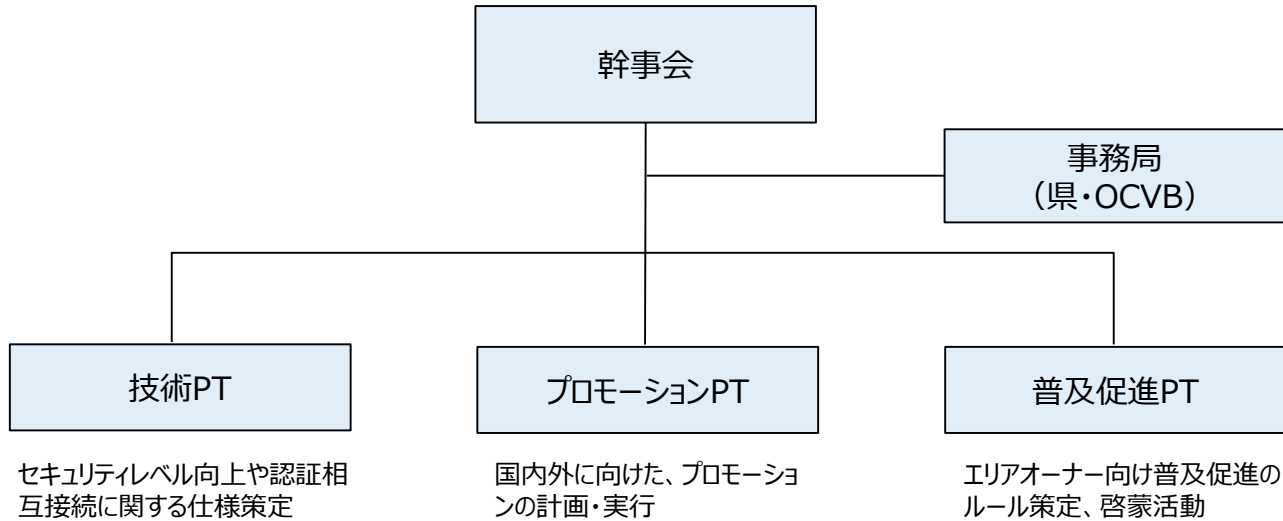 幹事会
事務局
（県・OCVB）
技術PT
プロモーションPT
普及促進PT
セキュリティレベル向上や認証相
互接続に関する仕様策定
国内外に向けた、プロモーショ
ンの計画・実行
エリアオーナー向け普及促進の
ルール策定、啓蒙活動